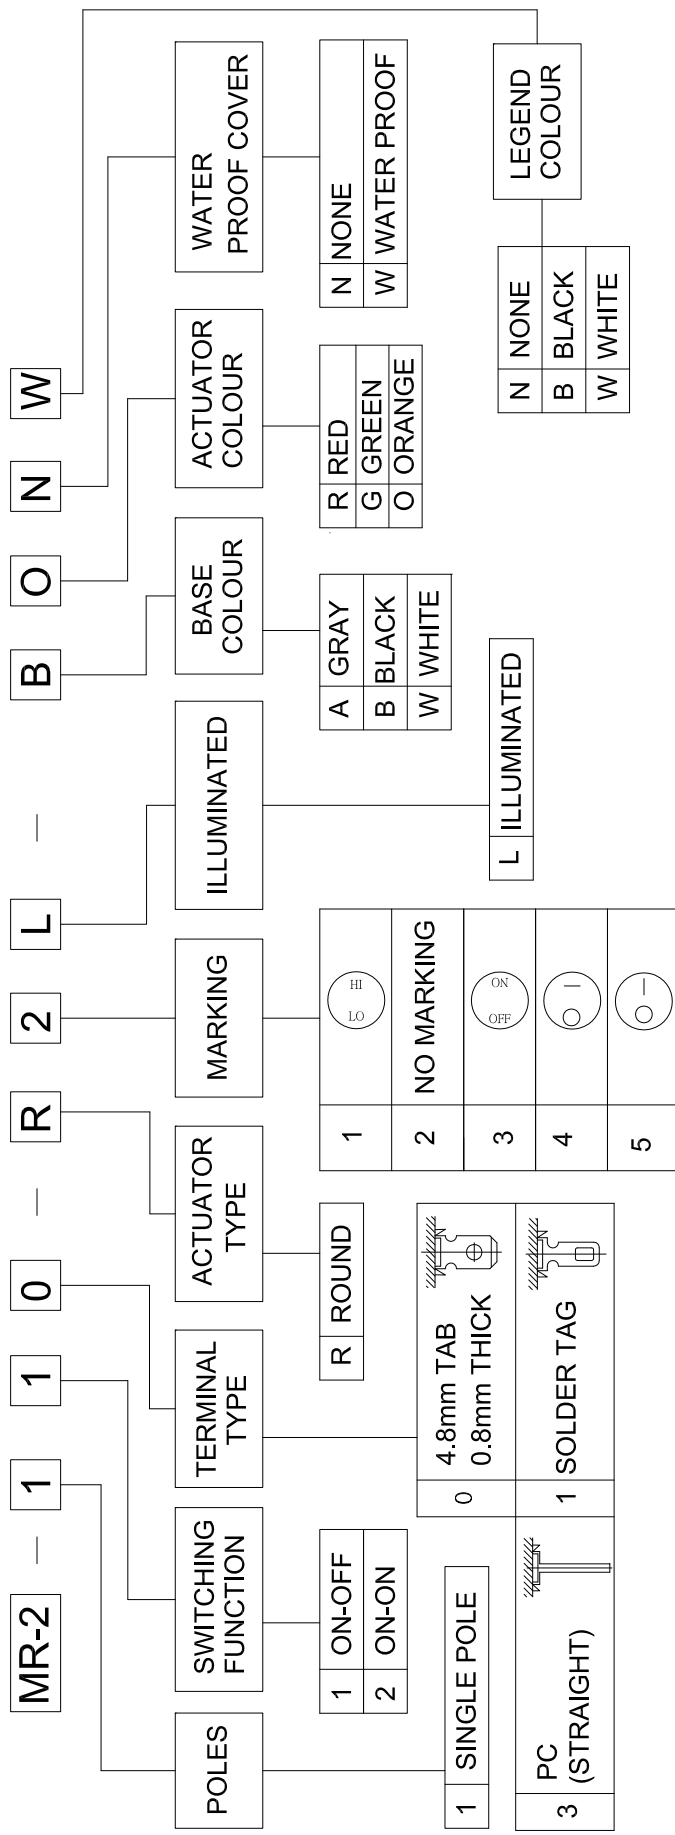 MR-2 — 1 1 0 — R 2 L — B O N W
POLES
SWITCHING
FUNCTION
TERMINAL
TYPE
ACTUATOR
TYPE
MARKING
ILLUMINATED
BASE
COLOUR
ACTUATOR
COLOUR
WATER
PROOF COVER
1 SINGLE POLE
1 ON-OFF
2 ON-ON
0 4.8mm TAB
0.8mm THICK
1 SOLDER TAG
3 PC
(STRAIGHT)
R ROUND
1 LO HI
2 NO MARKING
3 OFF ON
4 O —
5 O |
L ILLUMINATED
A GRAY
B BLACK
W WHITE
R RED
G GREEN
O ORANGE
N NONE
W WATER PROOF
LEGEND
COLOUR
N NONE
B BLACK
W WHITE